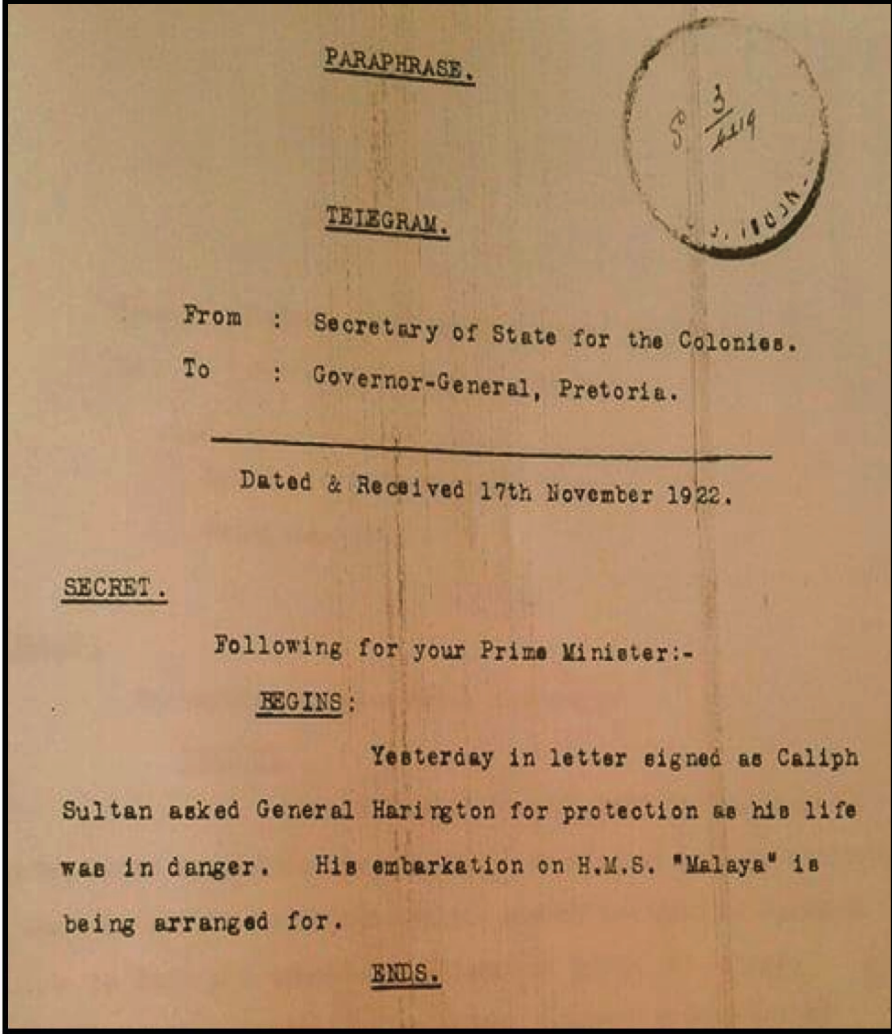 PARAPHRASE.
S 3/4219
TELEGRAM.
From : Secretary of State for the Colonies.
To : Governor-General, Pretoria.
Dated & Received 17th November 1922.
SECRET.
Following for your Prime Minister:-
BEGINS:
Yesterday in letter signed as Caliph
Sultan asked General Harington for protection as his life
was in danger. His embarkation on H.M.S. "Malaya" is
being arranged for.
ENDS.